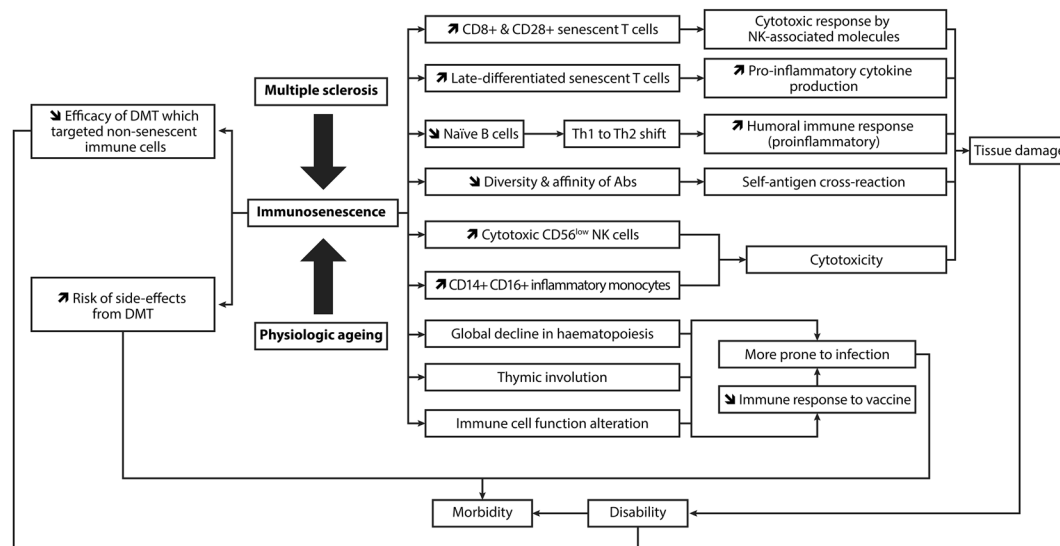 ↗ CD8+ & CD28+ senescent T cells
Cytotoxic response by
NK-associated molecules
Multiple sclerosis
↗ Late-differentiated senescent T cells
↗ Pro-inflammatory cytokine
production
↘ Efficacy of DMT which
targeted non-senescent
immune cells
↘ Naïve B cells
Th1 to Th2 shift
↗ Humoral immune response
(proinflammatory)
Tissue damage
↘ Diversity & affinity of Abs
Self-antigen cross-reaction
Immunosenescence
↗ Cytotoxic CD56low NK cells
Cytotoxicity
↗ CD14+ CD16+ inflammatory monocytes
↗ Risk of side-effects
from DMT
Physiologic ageing
Global decline in haematopoiesis
More prone to infection
Thymic involution
↘ Immune response to vaccine
Immune cell function alteration
Morbidity
Disability